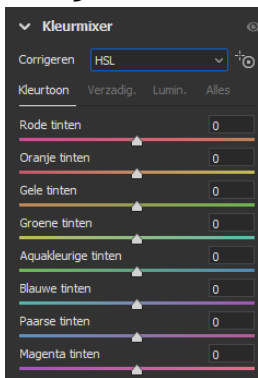 Kleurmixer
Corrigeren HSL
Kleurtoon Verzadig. Lumin. Alles
Rode tinten 0
Oranje tinten 0
Gele tinten 0
Groene tinten 0
Aquakleurige tinten 0
Blauwe tinten 0
Paarse tinten 0
Magenta tinten 0